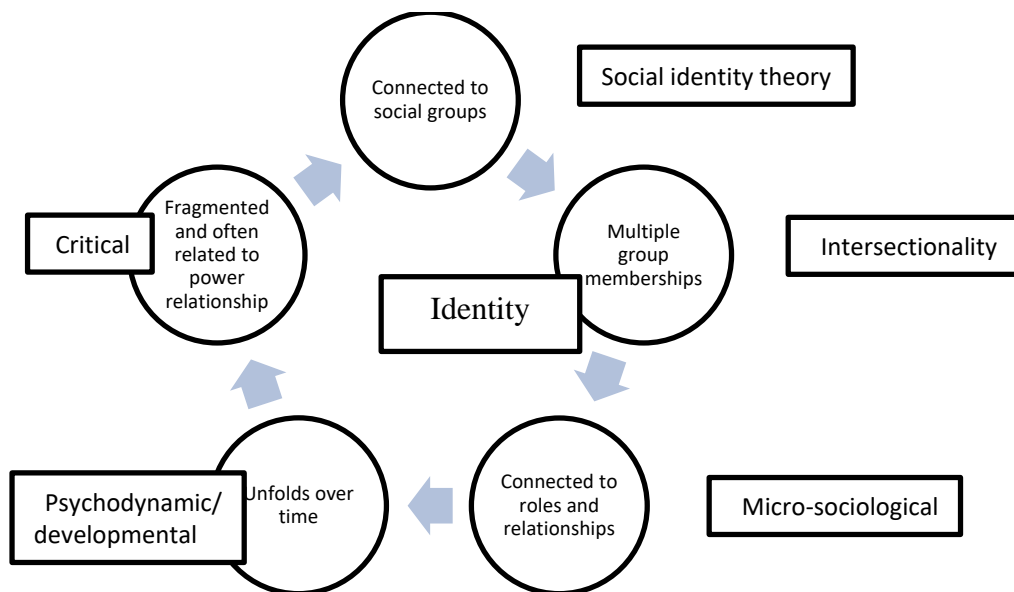 Connected to
social groups
Social identity theory
Fragmented
and often
related to
power
relationship
Critical
Multiple
group
memberships
Intersectionality
Identity
Unfolds over
time
Psychodynamic/
developmental
Connected to
roles and
relationships
Micro-sociological